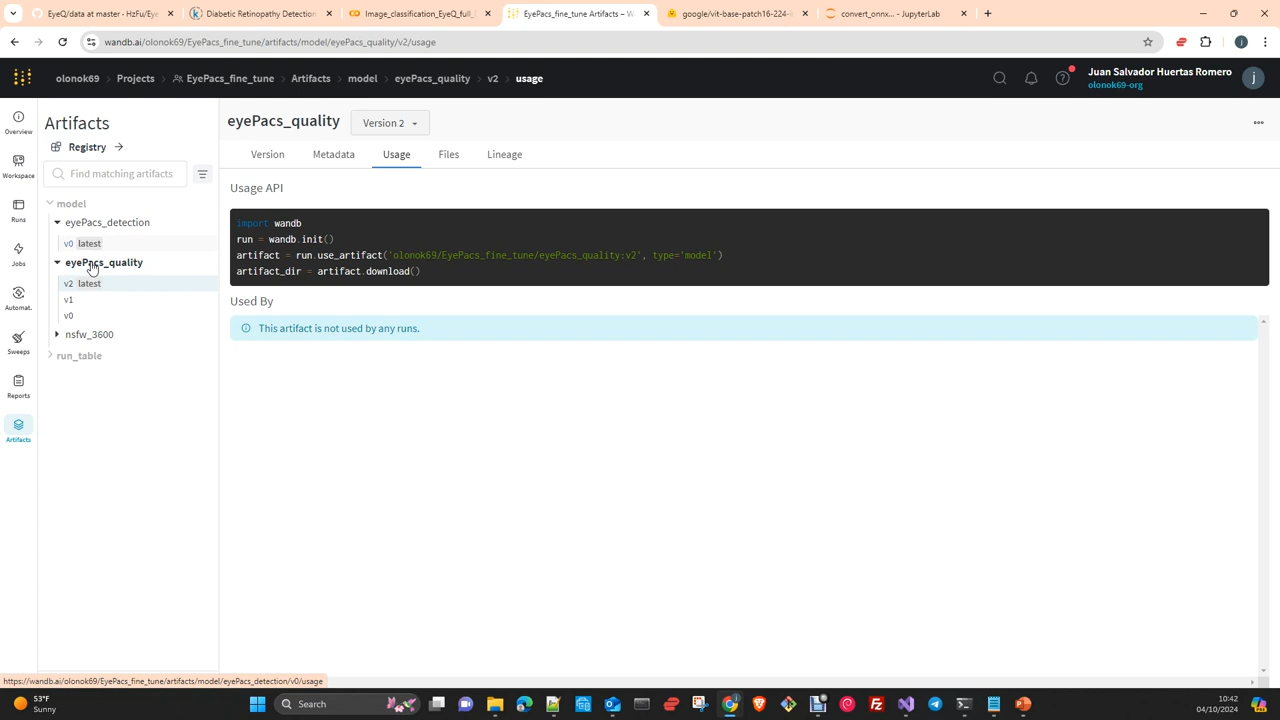 EyeQ/data at master · HzFu/Eye
Diabetic Retinopathy Detection
Image_classification_EyeQ_full_
EyePacs_fine_tune Artifacts – W
google/vit-base-patch16-224-i
convert_onnx... - JupyterLab
wandb.ai/olonok69/EyePacs_fine_tune/artifacts/model/eyePacs_quality/v2/usage
olonok69 > Projects > EyePacs_fine_tune > Artifacts > model > eyePacs_quality > v2 > usage
Juan Salvador Huertas Romero
olonok69-org
j
Overview
Workspace
Runs
Jobs
Automat.
Sweeps
Reports
Artifacts
Artifacts
Registry
Find matching artifacts
model
eyePacs_detection
v0 latest
eyePacs_quality
v2 latest
v1
v0
nsfw_3600
run_table
eyePacs_quality
Version 2
Version Metadata Usage Files Lineage
Usage API
import wandb
run = wandb.init()
artifact = run.use_artifact('olonok69/EyePacs_fine_tune/eyePacs_quality:v2', type='model')
artifact_dir = artifact.download()
Used By
This artifact is not used by any runs.
https://wandb.ai/olonok69/EyePacs_fine_tune/artifacts/model/eyePacs_detection/v0/usage
53°F
Sunny
Search
10:42
04/10/2024